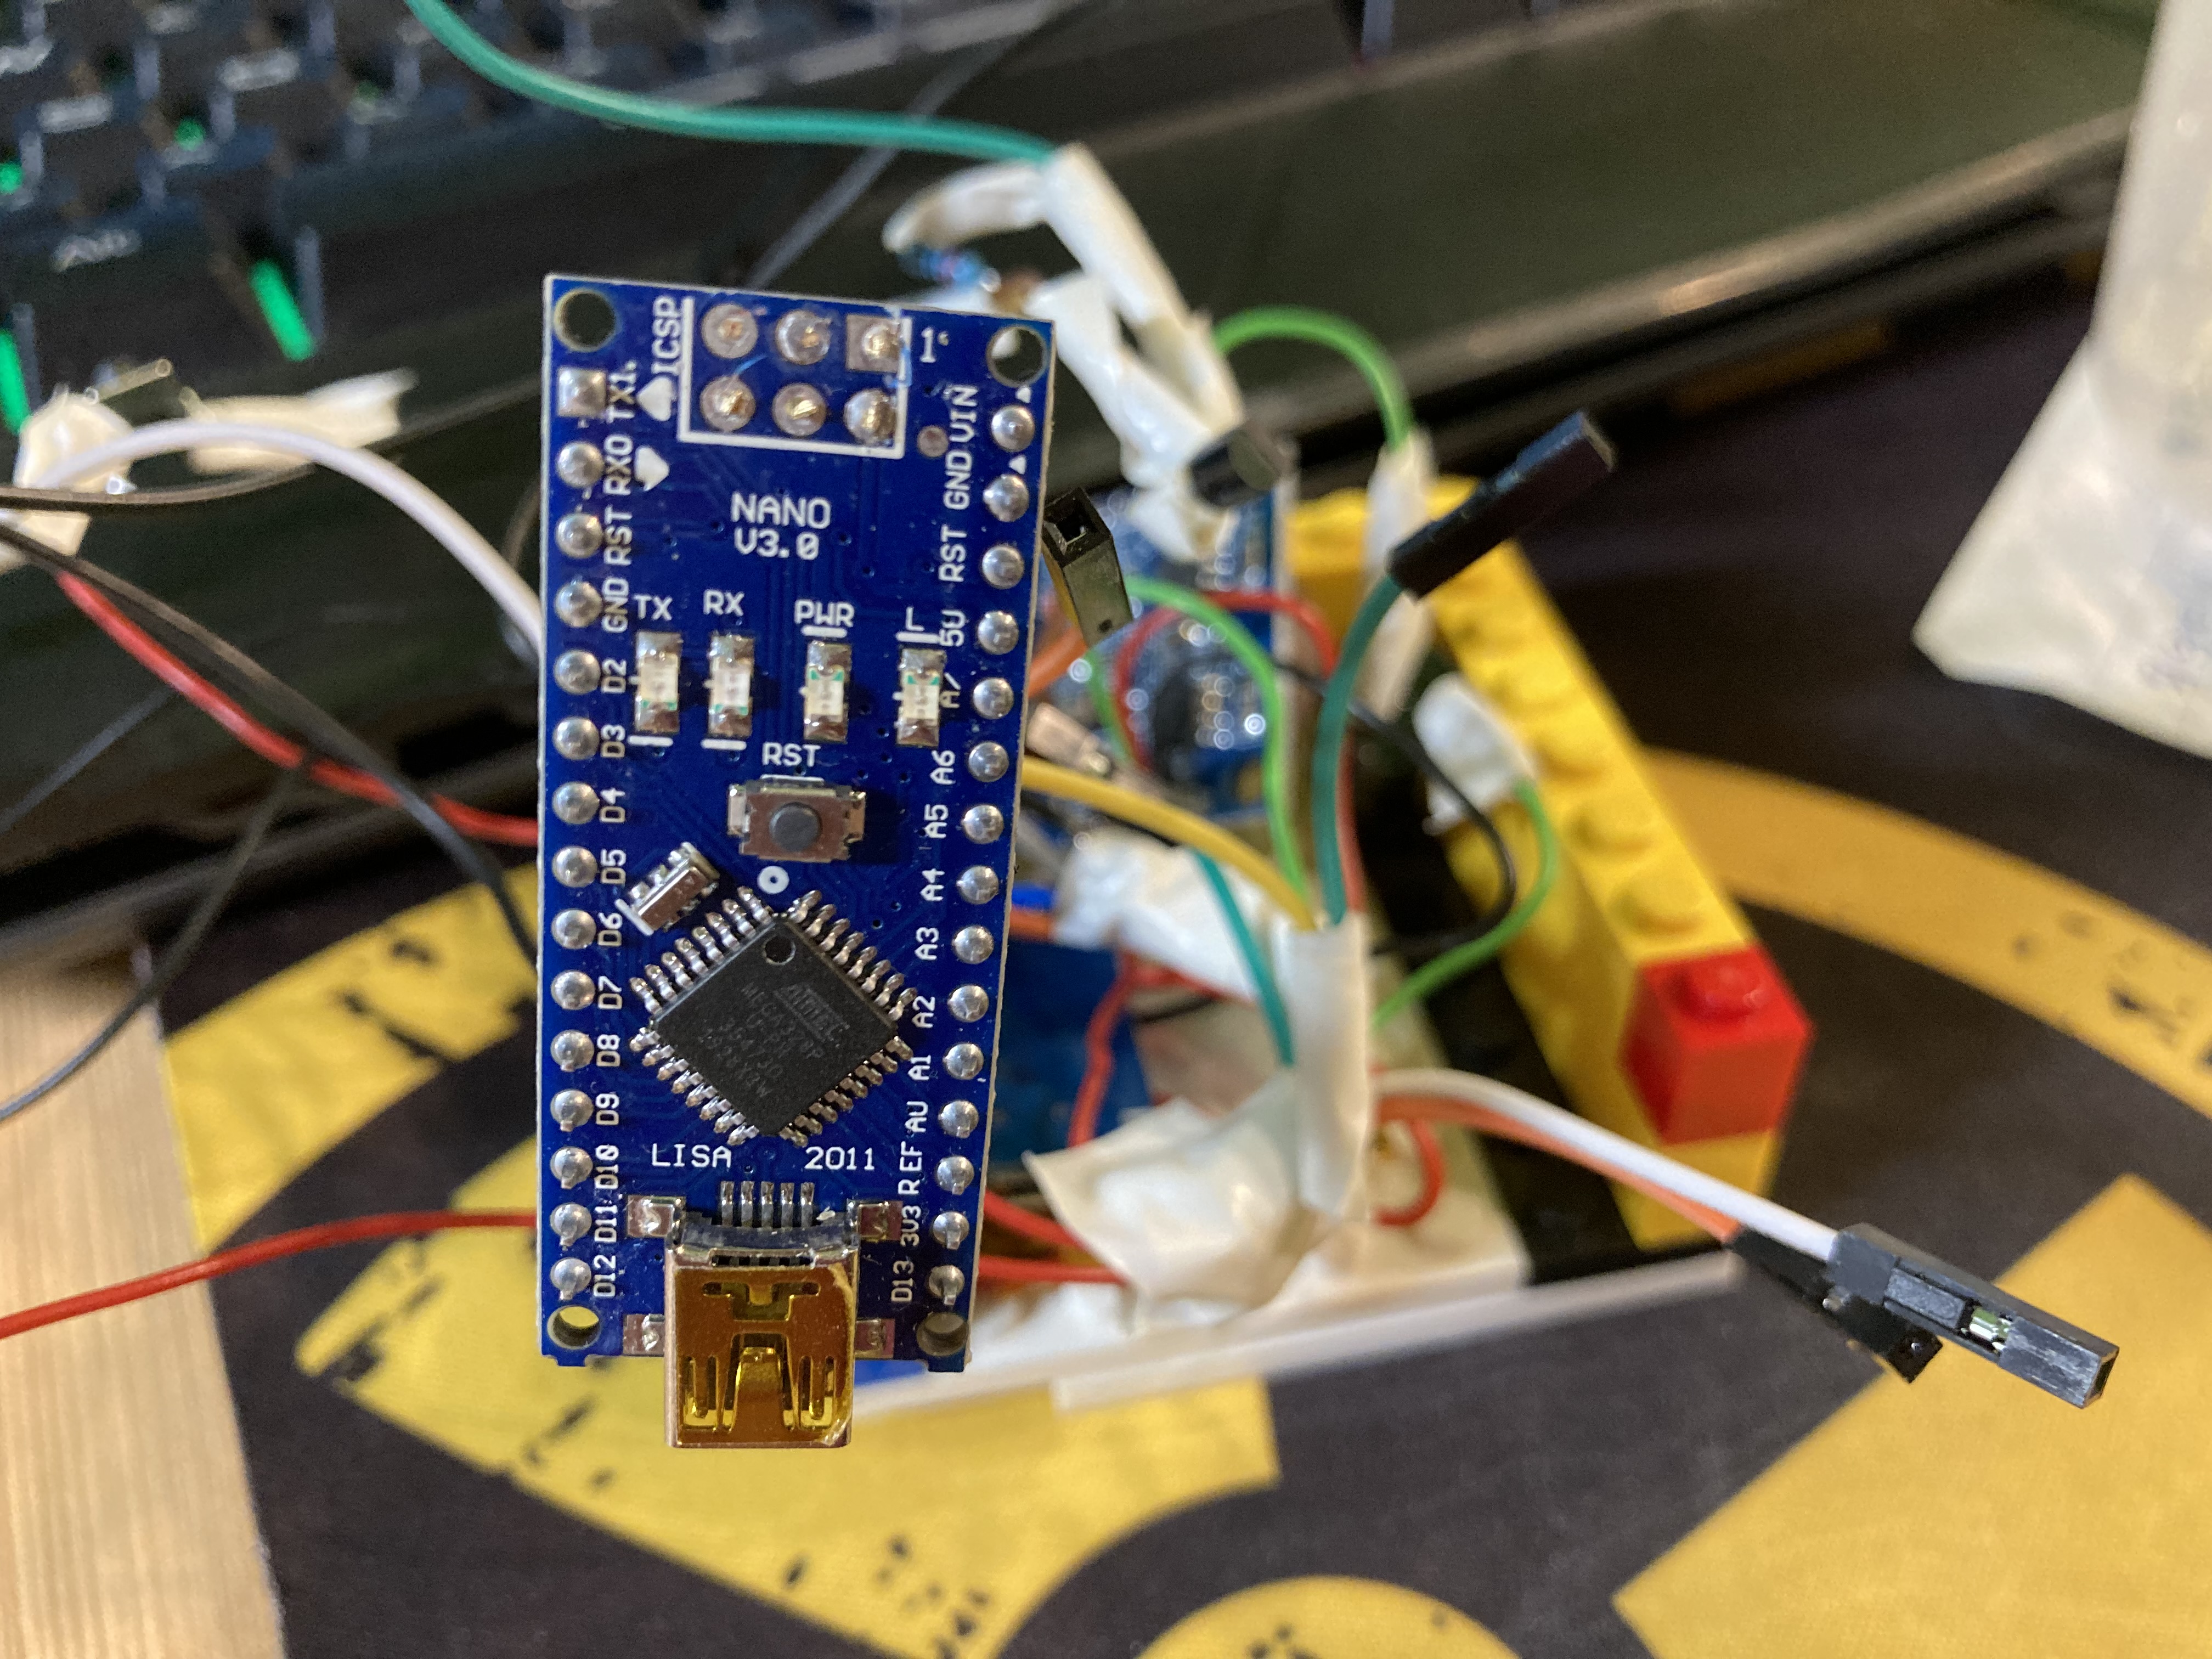 ICSP
1
TX1
RX0
RST
GND
D2
D3
D4
D5
D6
D7
D8
D9
D10
D11.
D12
NANO
V3.0
TX RX PWR L
RST
ATMEL
MEGA328P
LISA 2011
VIN
GND
RST
5V
A7
A6
A5
A4
A3
A2
A1
A0
REF
3V3
D13